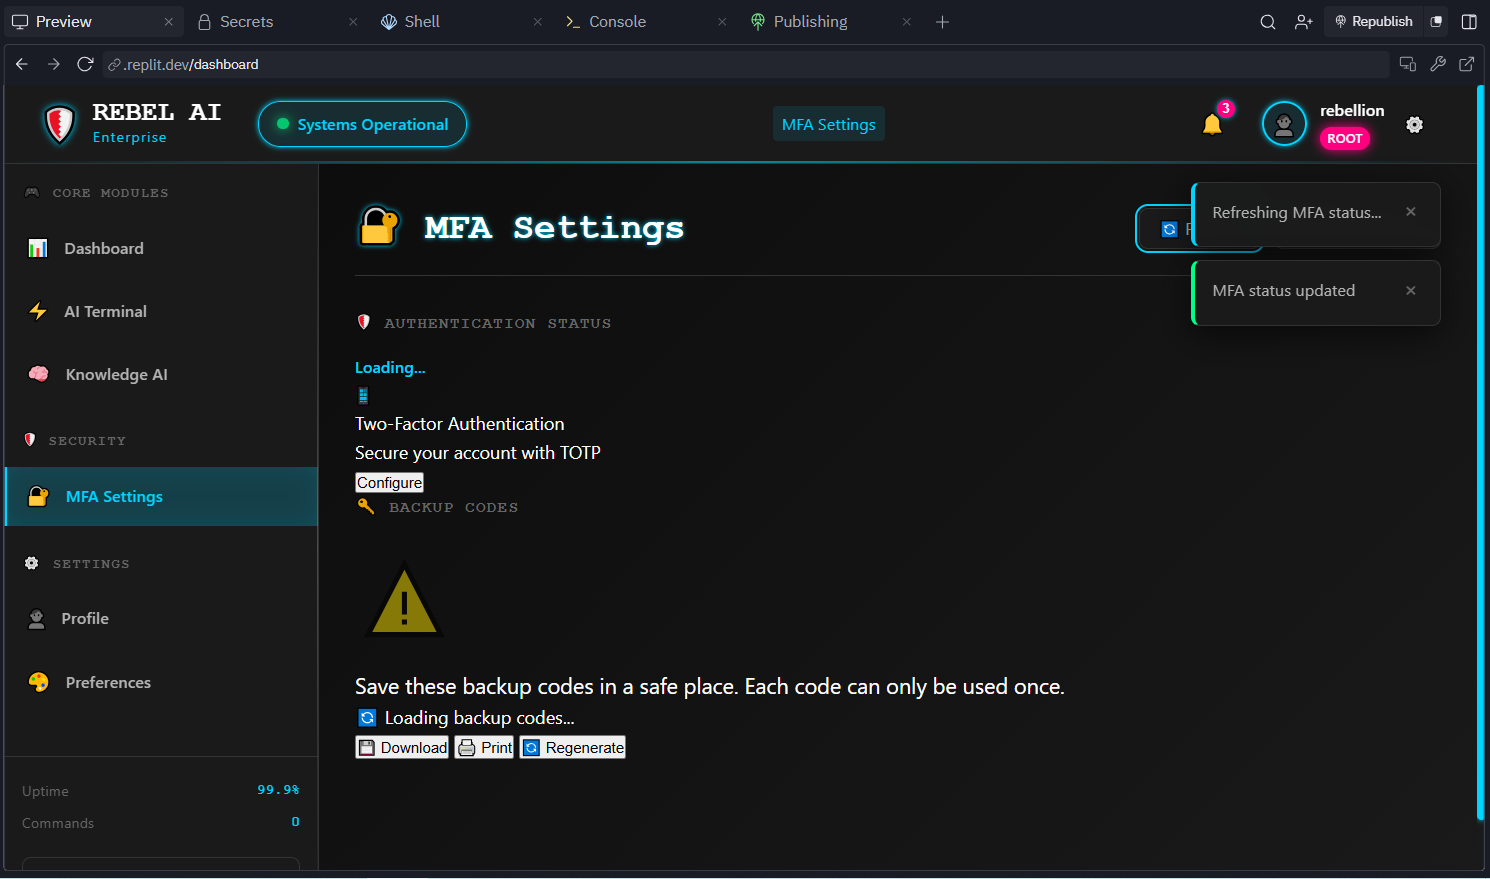 Preview
Secrets
Shell
Console
Publishing
Republish
.replit.dev/dashboard
REBEL AI
Enterprise
Systems Operational
MFA Settings
3
rebellion
ROOT
CORE MODULES
Dashboard
AI Terminal
Knowledge AI
SECURITY
MFA Settings
SETTINGS
Profile
Preferences
Uptime 99.9%
Commands 0
MFA Settings
Refreshing MFA status...
MFA status updated
AUTHENTICATION STATUS
Loading...
Two-Factor Authentication
Secure your account with TOTP
Configure
BACKUP CODES
Save these backup codes in a safe place. Each code can only be used once.
Loading backup codes...
Download Print Regenerate